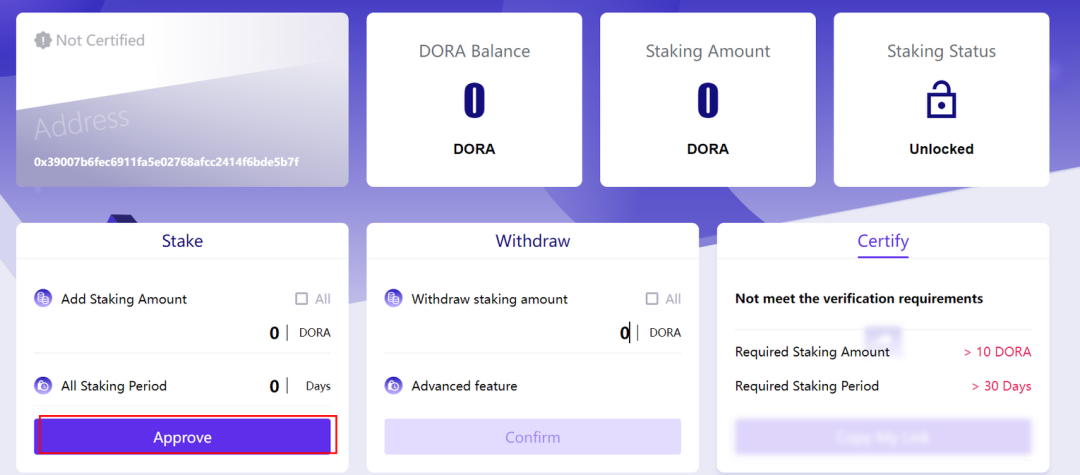 Not Certified
Address
0x39007b6fec6911fa5e02768afcc2414f6bde5b7f
DORA Balance
0
DORA
Staking Amount
0
DORA
Staking Status
Unlocked
Stake
Add Staking Amount All
0 DORA
All Staking Period 0 Days
Approve
Withdraw
Withdraw staking amount All
0 DORA
Advanced feature
Confirm
Certify
Not meet the verification requirements
Required Staking Amount > 10 DORA
Required Staking Period > 30 Days
Copy My Link